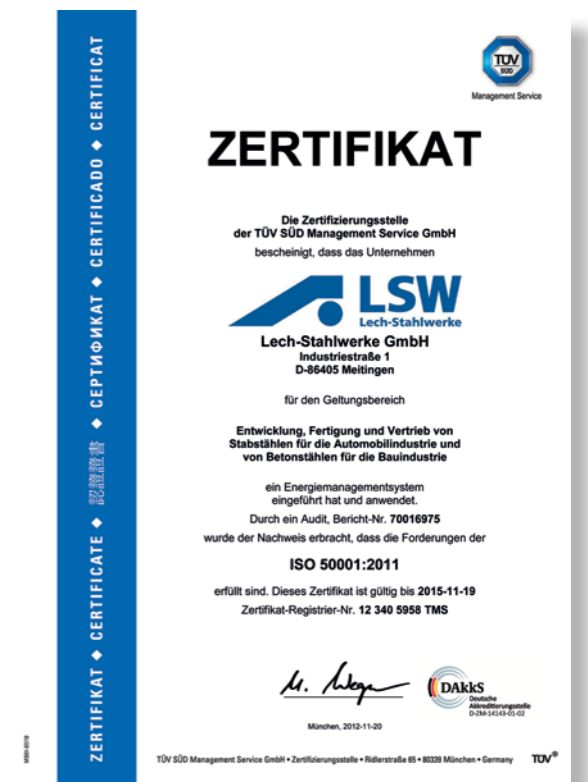 TÜV
SÜD
Management Service
ZERTIFIKAT
Die Zertifizierungsstelle
der TÜV SÜD Management Service GmbH
bescheinigt, dass das Unternehmen
LSW
Lech-Stahlwerke
Lech-Stahlwerke GmbH
Industriestraße 1
D-86405 Meitingen
für den Geltungsbereich
Entwicklung, Fertigung und Vertrieb von
Stabstählen für die Automobilindustrie und
von Betonstählen für die Bauindustrie
ein Energiemanagementsystem
eingeführt hat und anwendet.
Durch ein Audit, Bericht-Nr. 70016975
wurde der Nachweis erbracht, dass die Forderungen der
ISO 50001:2011
erfüllt sind. Dieses Zertifikat ist gültig bis 2015-11-19
Zertifikat-Registrier-Nr. 12 340 5958 TMS
DAkkS
Deutsche
Akkreditierungsstelle
D-ZM-14143-01-02
München, 2012-11-20
TÜV SÜD Management Service GmbH • Zertifizierungsstelle • Ridlerstraße 65 • 80339 München • Germany
TÜV®
ZERTIFIKAT ◆ CERTIFICATE ◆ 認證證書 ◆ СЕРТИФИКАТ ◆ CERTIFICADO ◆ CERTIFICAT